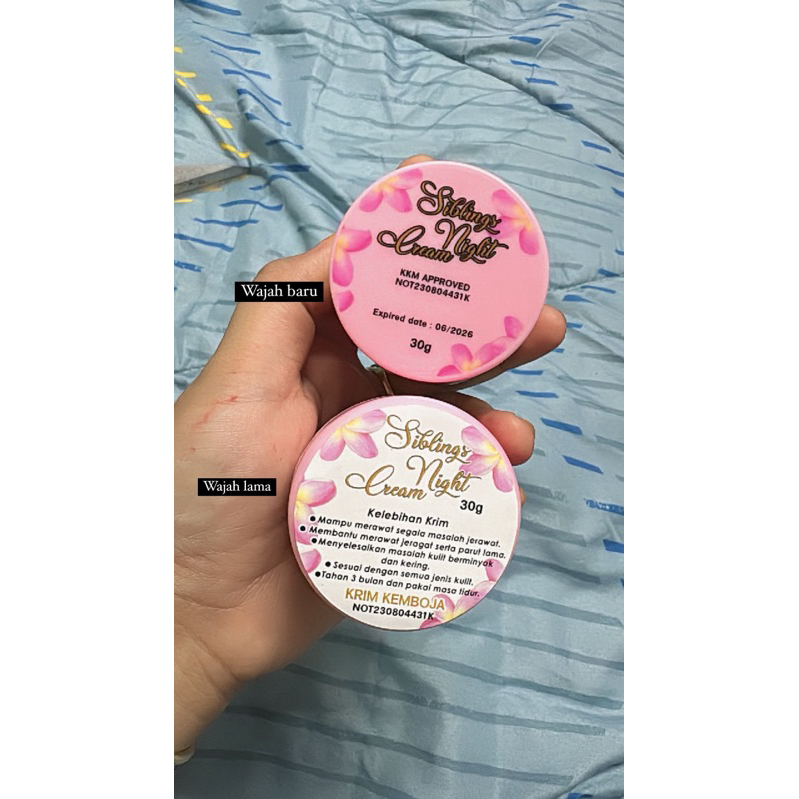 Wajah baru
Siblings
Night
Cream
KKM APPROVED
NOT230804431K
Expired date : 06/2026
30g
Wajah lama
Siblings
Night
Cream
30g
Kelebihan Krim
● Mampu merawat segala masalah jerawat.
● Membantu merawat jeragat serta parut lama.
● Menyelesaikan masalah kulit berminyak
dan kering.
● Sesuai dengan semua jenis kulit.
● Tahan 3 bulan dan pakai masa tidur.
KRIM KEMBOJA
NOT230804431K